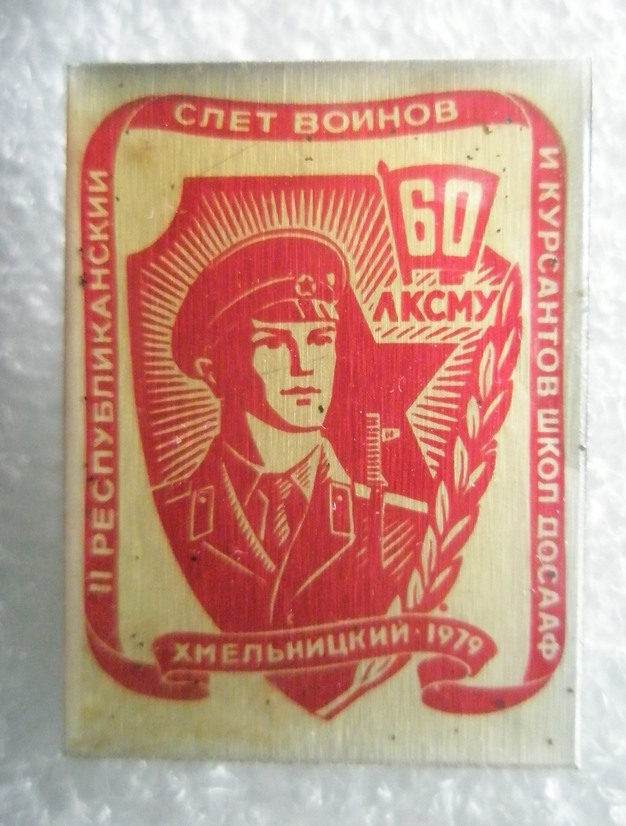 II РЕСПУБЛИКАНСКИЙ
СЛЕТ ВОИНОВ
И КУРСАНТОВ ШКОЛ ДОСААФ
60
ЛКСМУ
ХМЕЛЬНИЦКИЙ · 1979